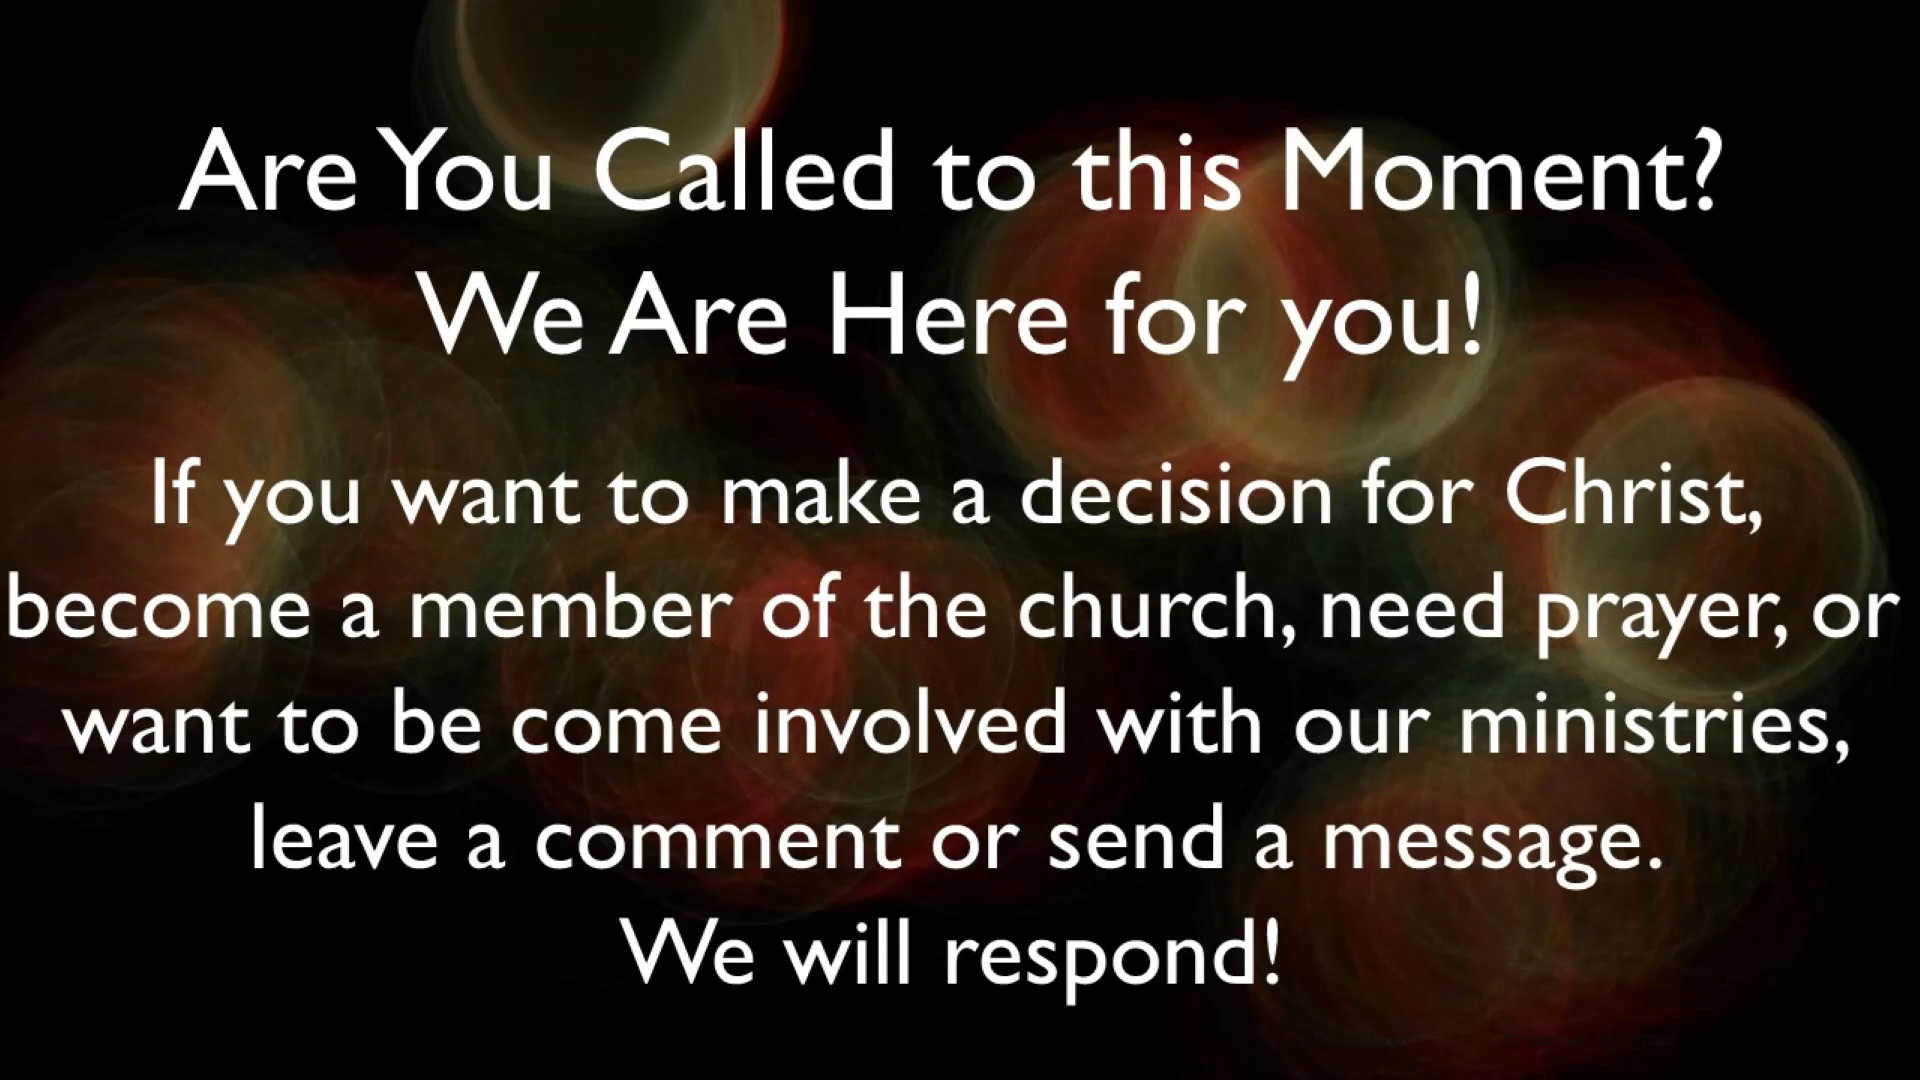 Are You Called to this Moment?
We Are Here for you!
If you want to make a decision for Christ,
become a member of the church, need prayer, or
want to be come involved with our ministries,
leave a comment or send a message.
We will respond!